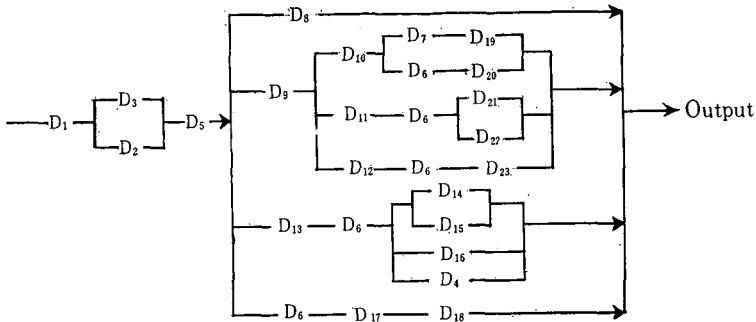 D₈
D₇ D₁₉
D₁₀
D₆ D₂₀
D₉
D₃ D₂₁
D₁ D₅ D₁₁ D₆ Output
D₂ D₂₂
D₁₂ D₆ D₂₃
D₁₄
D₁₃ D₆ D₁₅
D₁₆
D₄
D₆ D₁₇ D₁₈